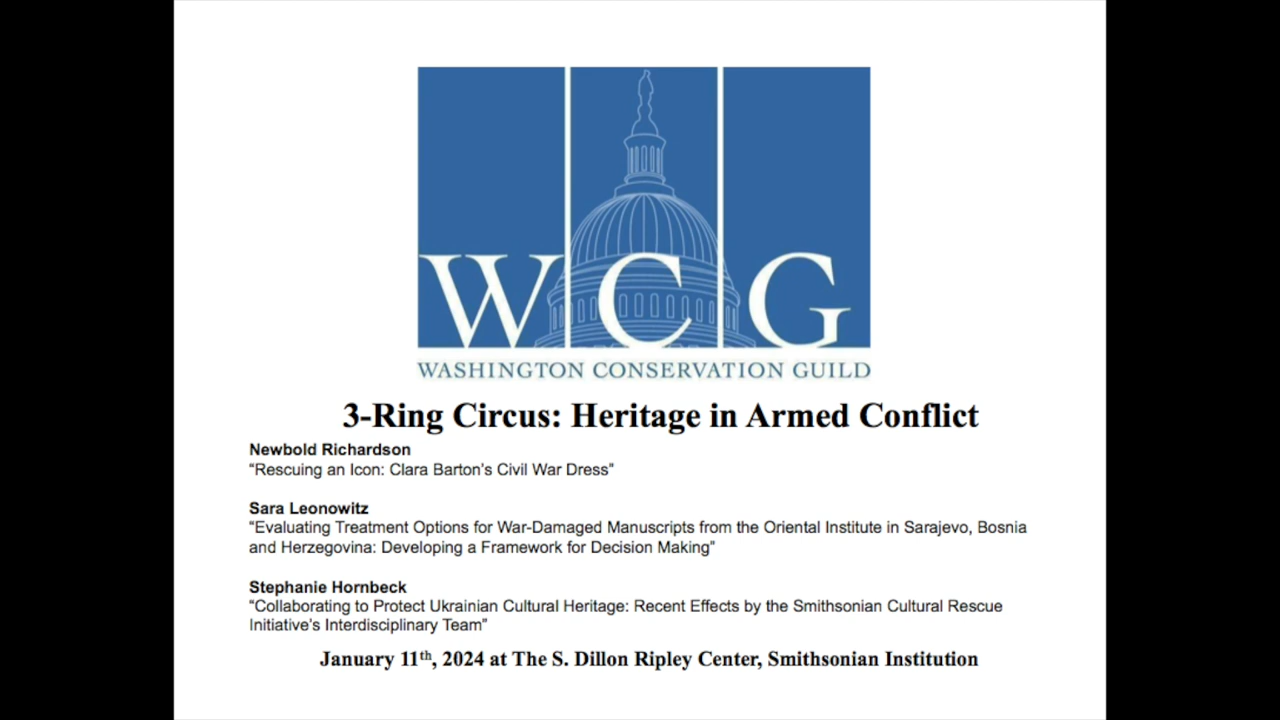 WCG
WASHINGTON CONSERVATION GUILD
3-Ring Circus: Heritage in Armed Conflict
Newbold Richardson
“Rescuing an Icon: Clara Barton’s Civil War Dress”
Sara Leonowitz
“Evaluating Treatment Options for War-Damaged Manuscripts from the Oriental Institute in Sarajevo, Bosnia
and Herzegovina: Developing a Framework for Decision Making”
Stephanie Hornbeck
“Collaborating to Protect Ukrainian Cultural Heritage: Recent Effects by the Smithsonian Cultural Rescue
Initiative’s Interdisciplinary Team”
January 11th, 2024 at The S. Dillon Ripley Center, Smithsonian Institution